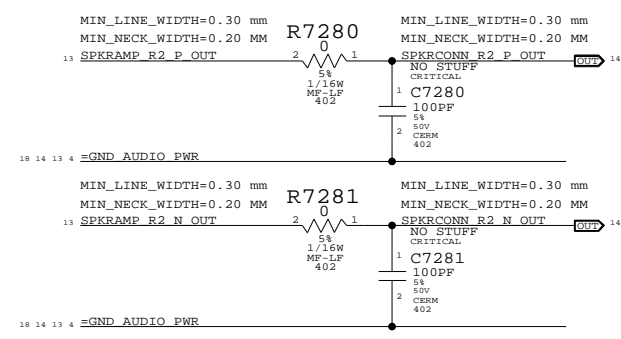 MIN_LINE_WIDTH=0.30 mm
MIN_NECK_WIDTH=0.20 MM
13 SPKRAMP_R2_P_OUT
R7280
0
2 1
5%
1/16W
MF-LF
402
MIN_LINE_WIDTH=0.30 mm
MIN_NECK_WIDTH=0.20 MM
SPKRCONN_R2_P_OUT OUT 14
NO STUFF
CRITICAL
1 C7280
100PF
5%
50V
2 CERM
402
18 14 13 4 =GND_AUDIO_PWR
MIN_LINE_WIDTH=0.30 mm
MIN_NECK_WIDTH=0.20 MM
13 SPKRAMP_R2_N_OUT
R7281
0
2 1
5%
1/16W
MF-LF
402
MIN_LINE_WIDTH=0.30 mm
MIN_NECK_WIDTH=0.20 MM
SPKRCONN_R2_N_OUT OUT 14
NO STUFF
CRITICAL
1 C7281
100PF
5%
50V
2 CERM
402
18 14 13 4 =GND_AUDIO_PWR